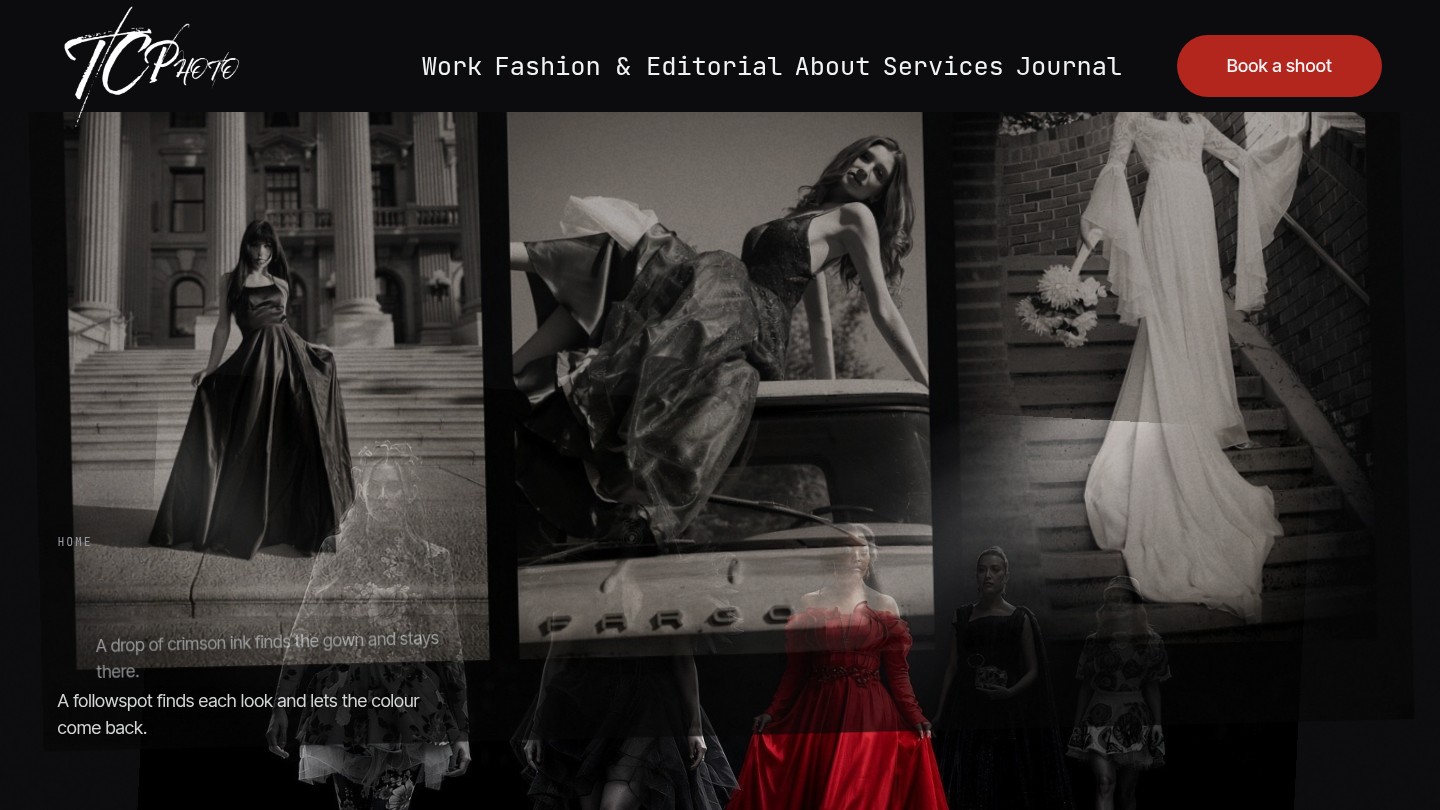 TCPHOTO
Work Fashion & Editorial About Services Journal
Book a shoot
FARGO
HOME
A drop of crimson ink finds the gown and stays
there.
A followspot finds each look and lets the colour
come back.